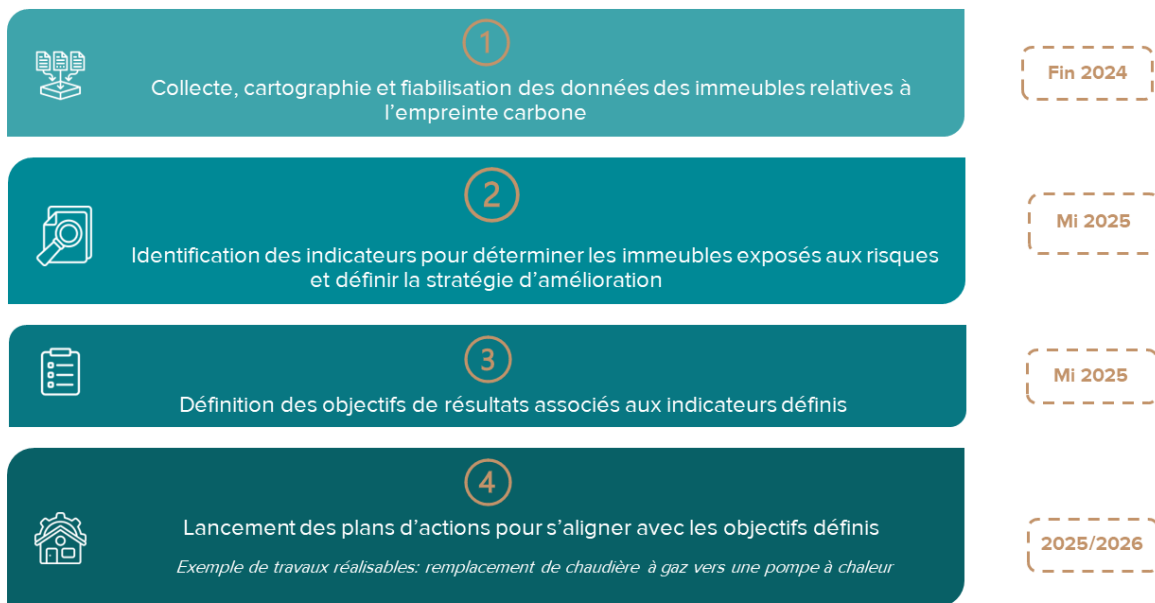 1
Collecte, cartographie et fiabilisation des données des immeubles relatives à
l’empreinte carbone
Fin 2024
2
Identification des indicateurs pour déterminer les immeubles exposés aux risques
et définir la stratégie d’amélioration
Mi 2025
3
Définition des objectifs de résultats associés aux indicateurs définis
Mi 2025
4
Lancement des plans d’actions pour s’aligner avec les objectifs définis
Exemple de travaux réalisables: remplacement de chaudière à gaz vers une pompe à chaleur
2025/2026